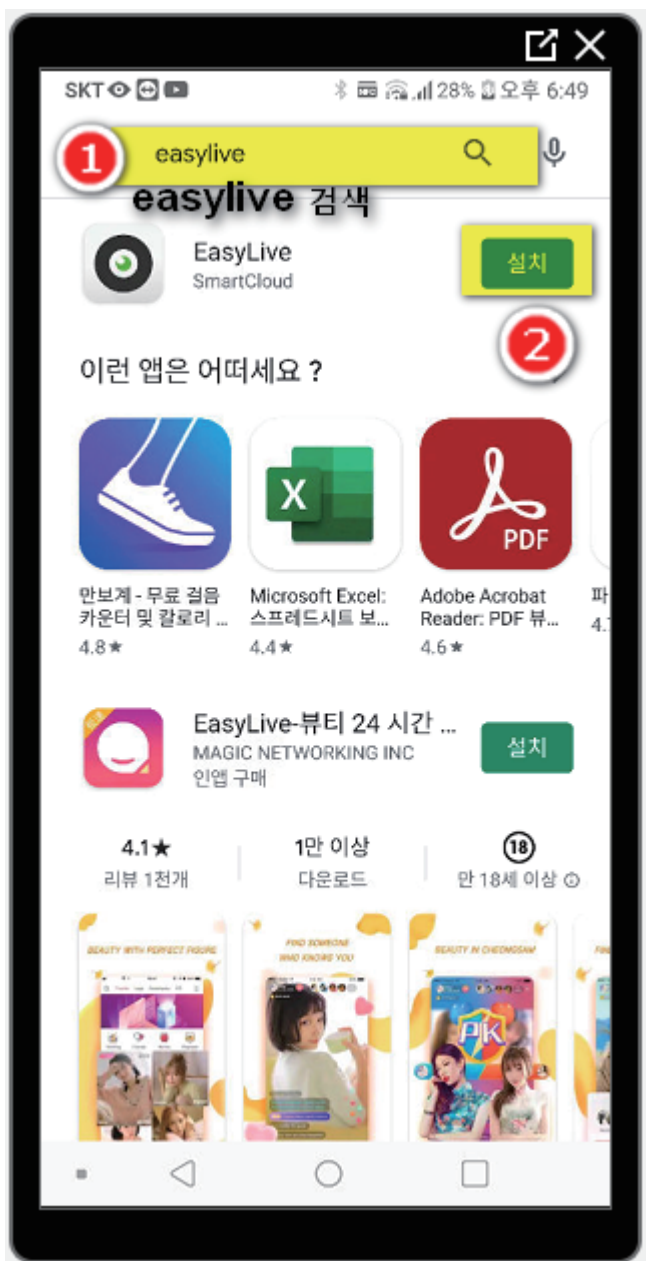 SKT 28% 오후 6:49
1 easylive
easylive 검색
EasyLive
SmartCloud
설치
2
이런 앱은 어떠세요 ?
X
PDF
만보계 - 무료 걸음
카운터 및 칼로리 ...
4.8★
Microsoft Excel:
스프레드시트 보...
4.4★
Adobe Acrobat
Reader: PDF 뷰...
4.6★
파
4.
EasyLive-뷰티 24 시간 ...
MAGIC NETWORKING INC
인앱 구매
설치
4.1★
리뷰 1천개
1만 이상
다운로드
18
만 18세 이상
BEAUTY WITH PERFECT FIGURE
FIND SOMEONE
WHO KNOWS YOU
BEAUTY IN CHEONGSAM
PK